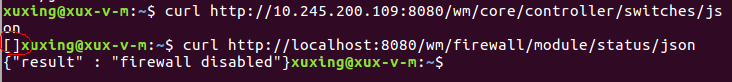 xuxing@xux-v-m:~$ curl http://10.245.200.109:8080/wm/core/controller/switches/js
on
[]xuxing@xux-v-m:~$ curl http://localhost:8080/wm/firewall/module/status/json
{"result" : "firewall disabled"}xuxing@xux-v-m:~$